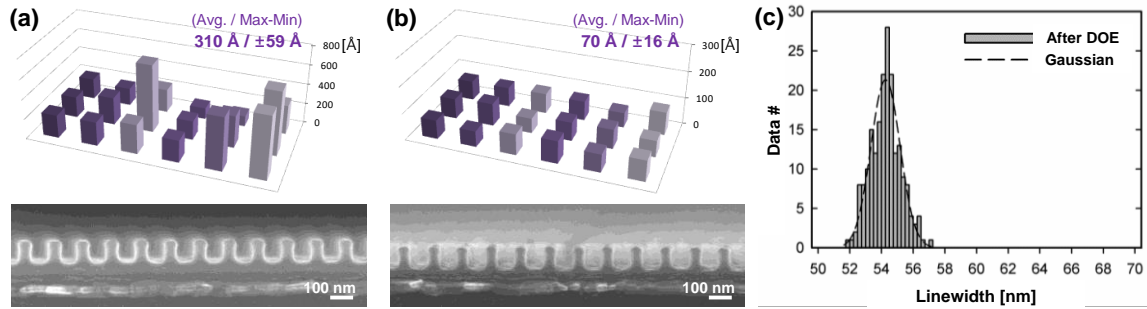 (a)
(Avg. / Max-Min)
310 Å / ±59 Å
[Å]
800
600
400
200
0
100 nm
(b)
(Avg. / Max-Min)
70 Å / ±16 Å
[Å]
300
200
100
0
100 nm
(c)
After DOE
Gaussian
Data #
30
25
20
15
10
5
0
50 52 54 56 58 60 62 64 66 68 70
Linewidth [nm]